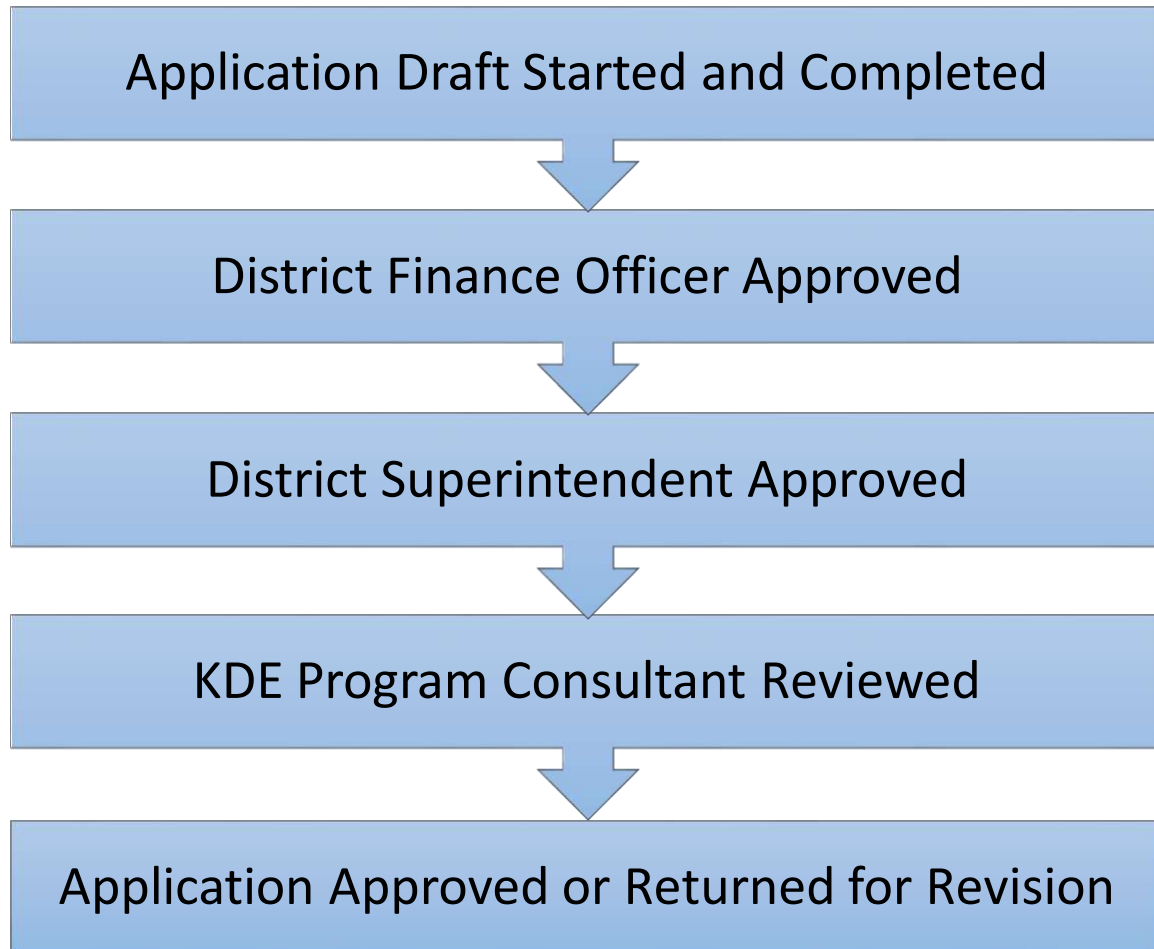 Application Draft Started and Completed
District Finance Officer Approved
District Superintendent Approved
KDE Program Consultant Reviewed
Application Approved or Returned for Revision